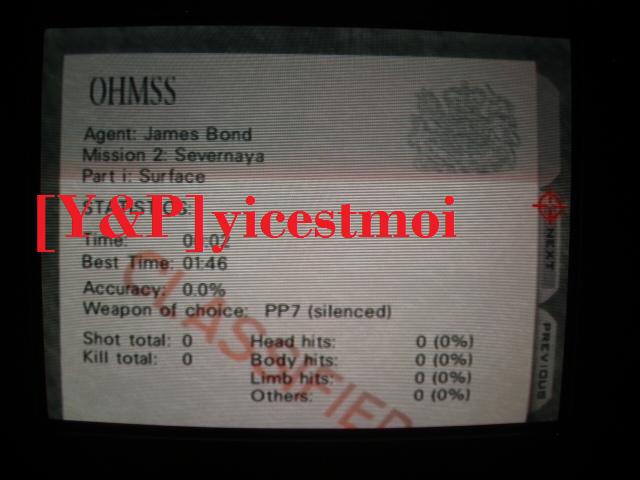 OHMSS
Agent: James Bond
Mission 2: Severnaya
Part i: Surface
[Y&P]yicestmoi
STATISTICS:
Time:
Best Time: 01:46
Accuracy: 0.0%
Weapon of choice: PP7 (silenced)
Shot total: 0 Head hits: 0 (0%)
Kill total: 0 Body hits: 0 (0%)
Limb hits: 0 (0%)
Others: 0 (0%)
CLASSIFIED
NEXT
PREVIOUS